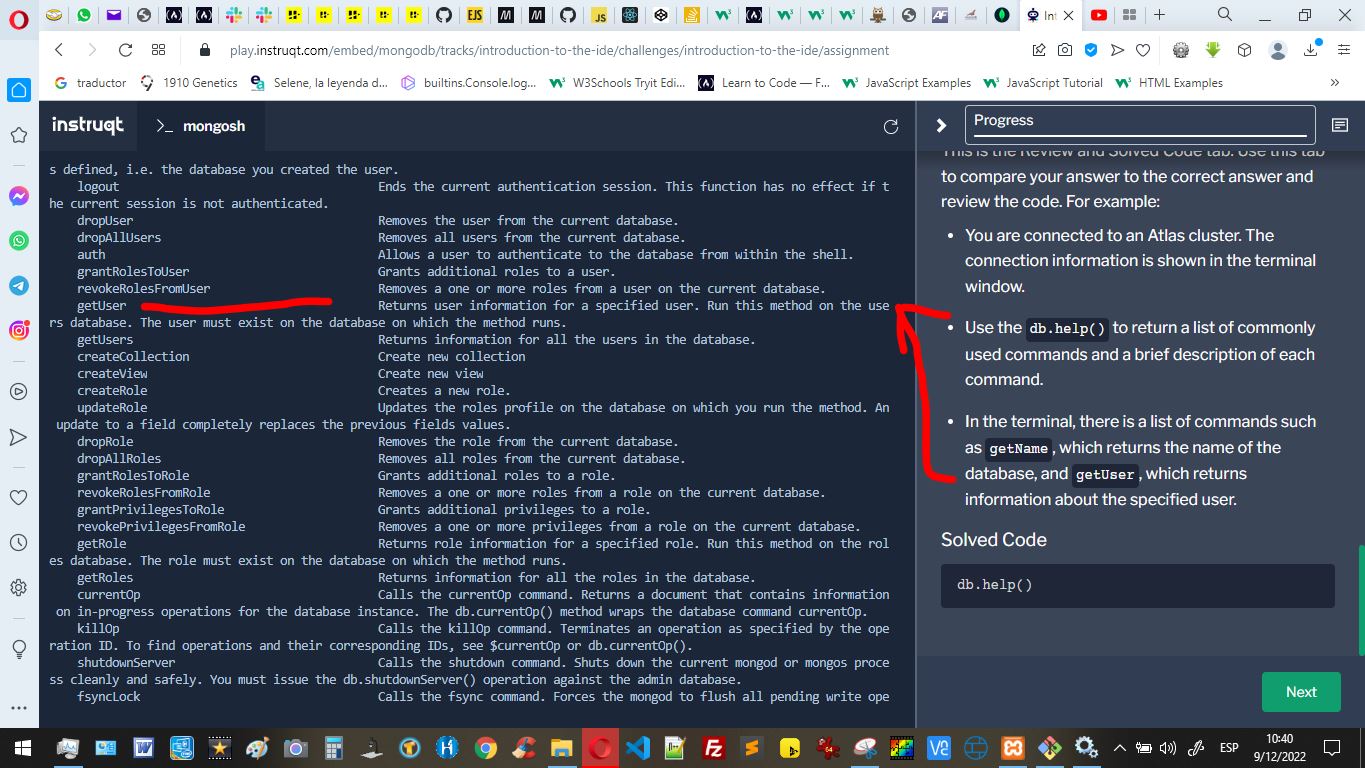 Int
play.instruqt.com/embed/mongodb/tracks/introduction-to-the-ide/challenges/introduction-to-the-ide/assignment
traductor
1910 Genetics
Selene, la leyenda d...
builtins.Console.log...
W3Schools Tryit Edi...
Learn to Code — F...
JavaScript Examples
JavaScript Tutorial
HTML Examples
instruqt
>_ mongosh
s defined, i.e. the database you created the user.
logout Ends the current authentication session. This function has no effect if t
he current session is not authenticated.
dropUser Removes the user from the current database.
dropAllUsers Removes all users from the current database.
auth Allows a user to authenticate to the database from within the shell.
grantRolesToUser Grants additional roles to a user.
revokeRolesFromUser Removes a one or more roles from a user on the current database.
getUser Returns user information for a specified user. Run this method on the use
rs database. The user must exist on the database on which the method runs.
getUsers Returns information for all the users in the database.
createCollection Create new collection
createView Create new view
createRole Creates a new role.
updateRole Updates the roles profile on the database on which you run the method. An
update to a field completely replaces the previous fields values.
dropRole Removes the role from the current database.
dropAllRoles Removes all roles from the current database.
grantRolesToRole Grants additional roles to a role.
revokeRolesFromRole Removes a one or more roles from a role on the current database.
grantPrivilegesToRole Grants additional privileges to a role.
revokePrivilegesFromRole Removes a one or more privileges from a role on the current database.
getRole Returns role information for a specified role. Run this method on the rol
es database. The role must exist on the database on which the method runs.
getRoles Returns information for all the roles in the database.
currentOp Calls the currentOp command. Returns a document that contains information
on in-progress operations for the database instance. The db.currentOp() method wraps the database command currentOp.
killOp Calls the killOp command. Terminates an operation as specified by the ope
ration ID. To find operations and their corresponding IDs, see $currentOp or db.currentOp().
shutdownServer Calls the shutdown command. Shuts down the current mongod or mongos proce
ss cleanly and safely. You must issue the db.shutdownServer() operation against the admin database.
fsyncLock Calls the fsync command. Forces the mongod to flush all pending write ope
Progress
This is the Review and Solved Code tab. Use this tab
to compare your answer to the correct answer and
review the code. For example:
• You are connected to an Atlas cluster. The
connection information is shown in the terminal
window.
• Use the db.help() to return a list of commonly
used commands and a brief description of each
command.
• In the terminal, there is a list of commands such
as getName, which returns the name of the
database, and getUser, which returns
information about the specified user.
Solved Code
db.help()
Next
ESP
10:40
9/12/2022